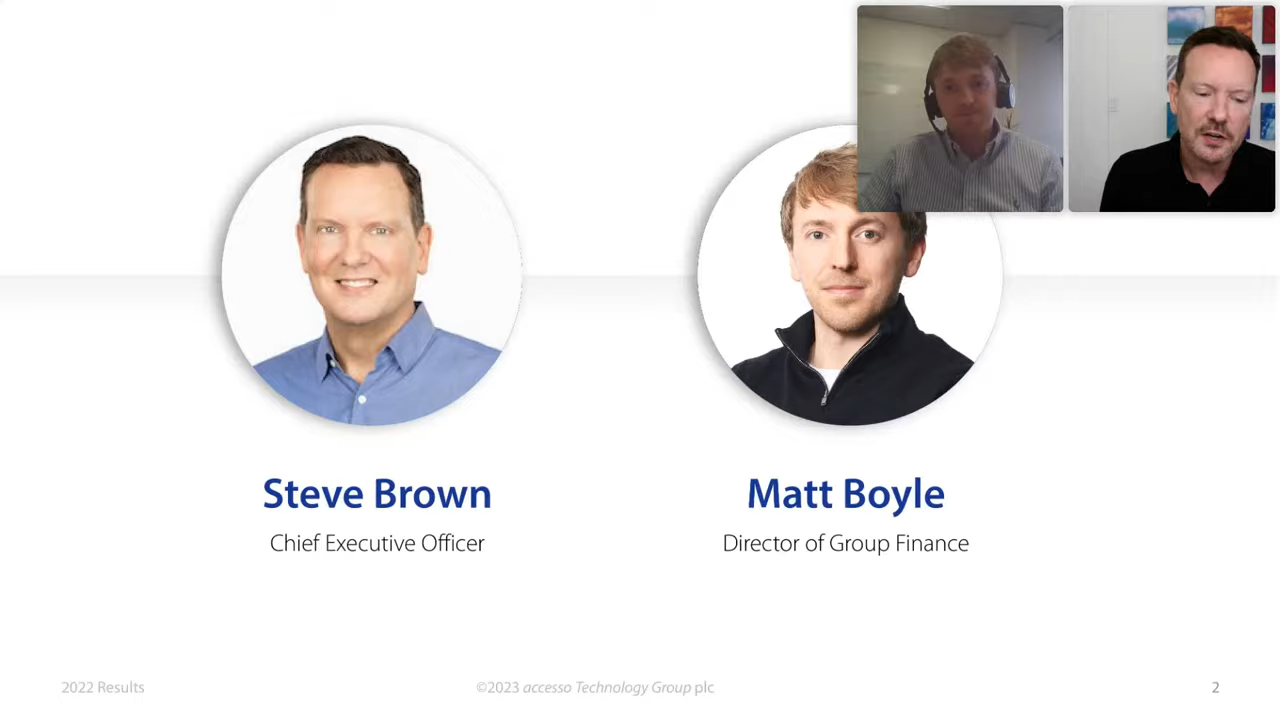 Steve Brown
Chief Executive Officer
Matt Boyle
Director of Group Finance
2022 Results
©2023 accesso Technology Group plc
2